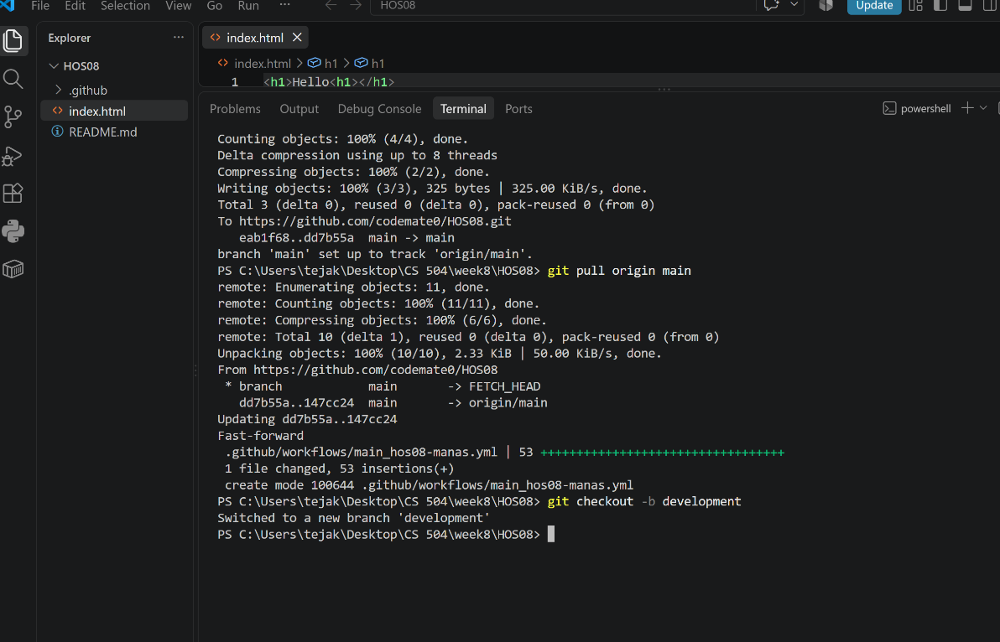 File Edit Selection View Go Run ··· HOS08 Update
Explorer ···
HOS08
.github
index.html
README.md
index.html
index.html > h1 > h1
1 <h1>Hello<h1></h1>
Problems Output Debug Console Terminal Ports powershell
Counting objects: 100% (4/4), done.
Delta compression using up to 8 threads
Compressing objects: 100% (2/2), done.
Writing objects: 100% (3/3), 325 bytes | 325.00 KiB/s, done.
Total 3 (delta 0), reused 0 (delta 0), pack-reused 0 (from 0)
To https://github.com/codemate0/HOS08.git
   eab1f68..dd7b55a  main -> main
branch 'main' set up to track 'origin/main'.
PS C:\Users\tejak\Desktop\CS 504\week8\HOS08> git pull origin main
remote: Enumerating objects: 11, done.
remote: Counting objects: 100% (11/11), done.
remote: Compressing objects: 100% (6/6), done.
remote: Total 10 (delta 1), reused 0 (delta 0), pack-reused 0 (from 0)
Unpacking objects: 100% (10/10), 2.33 KiB | 50.00 KiB/s, done.
From https://github.com/codemate0/HOS08
 * branch            main       -> FETCH_HEAD
   dd7b55a..147cc24  main       -> origin/main
Updating dd7b55a..147cc24
Fast-forward
 .github/workflows/main_hos08-manas.yml | 53 ++++++++++++++++++++++++++++++++++
 1 file changed, 53 insertions(+)
 create mode 100644 .github/workflows/main_hos08-manas.yml
PS C:\Users\tejak\Desktop\CS 504\week8\HOS08> git checkout -b development
Switched to a new branch 'development'
PS C:\Users\tejak\Desktop\CS 504\week8\HOS08>